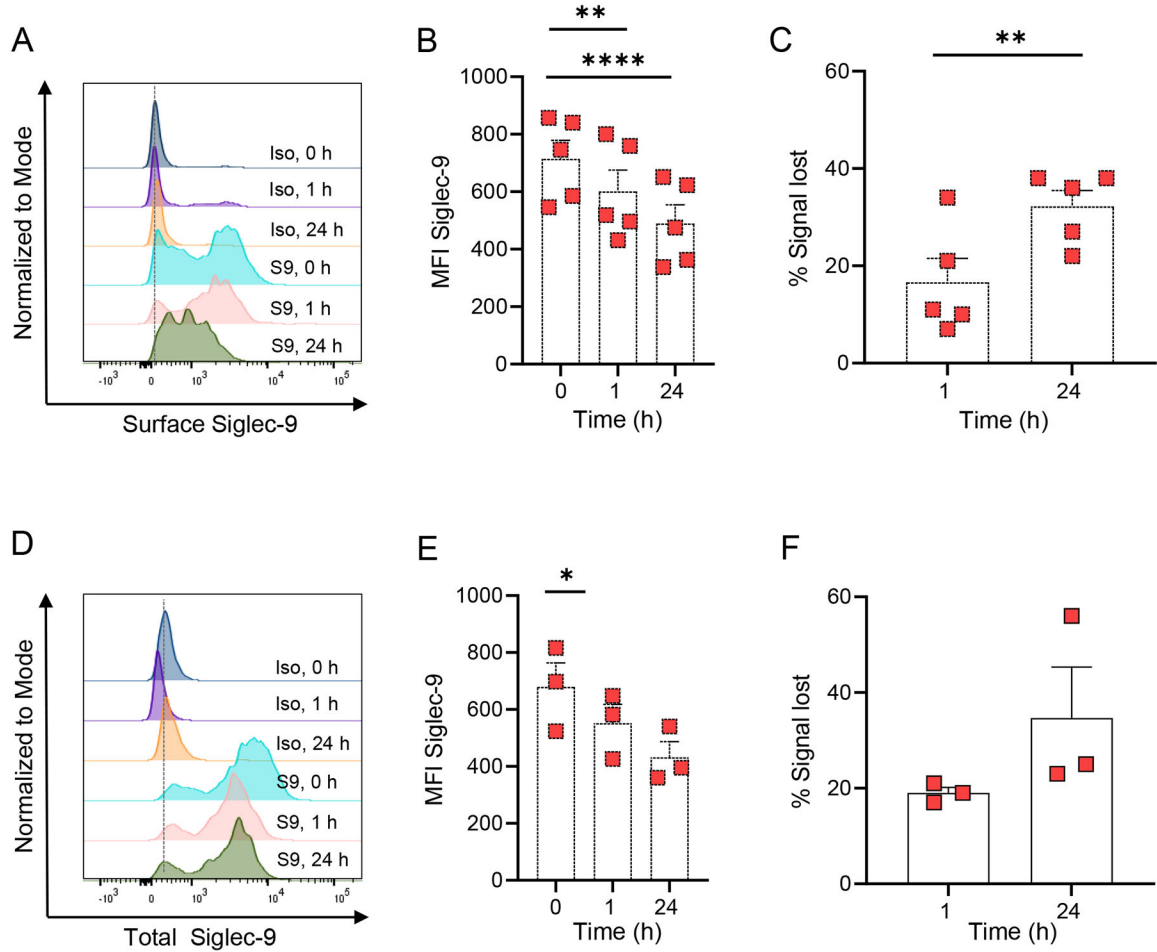 A
Normalized to Mode
Iso, 0 h
Iso, 1 h
Iso, 24 h
S9, 0 h
S9, 1 h
S9, 24 h
-10³ 0 10³ 10⁴ 10⁵
Surface Siglec-9
B
**
****
MFI Siglec-9
1000
800
600
400
200
0
0 1 24
Time (h)
C
**
% Signal lost
60
40
20
0
1 24
Time (h)
D
Normalized to Mode
Iso, 0 h
Iso, 1 h
Iso, 24 h
S9, 0 h
S9, 1 h
S9, 24 h
-10³ 0 10³ 10⁴ 10⁵
Total Siglec-9
E
*
MFI Siglec-9
1000
800
600
400
200
0
0 1 24
Time (h)
F
% Signal lost
60
40
20
0
1 24
Time (h)